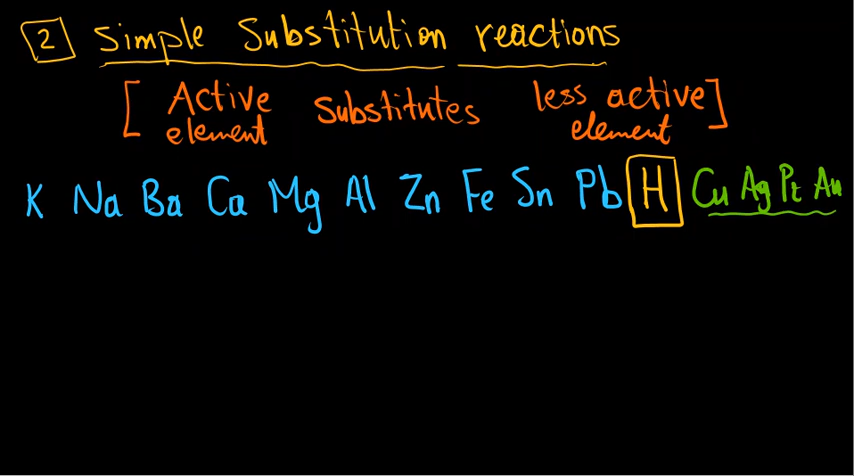 2 Simple Substitution reactions
[ Active element substitutes less active element ]
K Na Ba Ca Mg Al Zn Fe Sn Pb H Cu Ag Pt Au